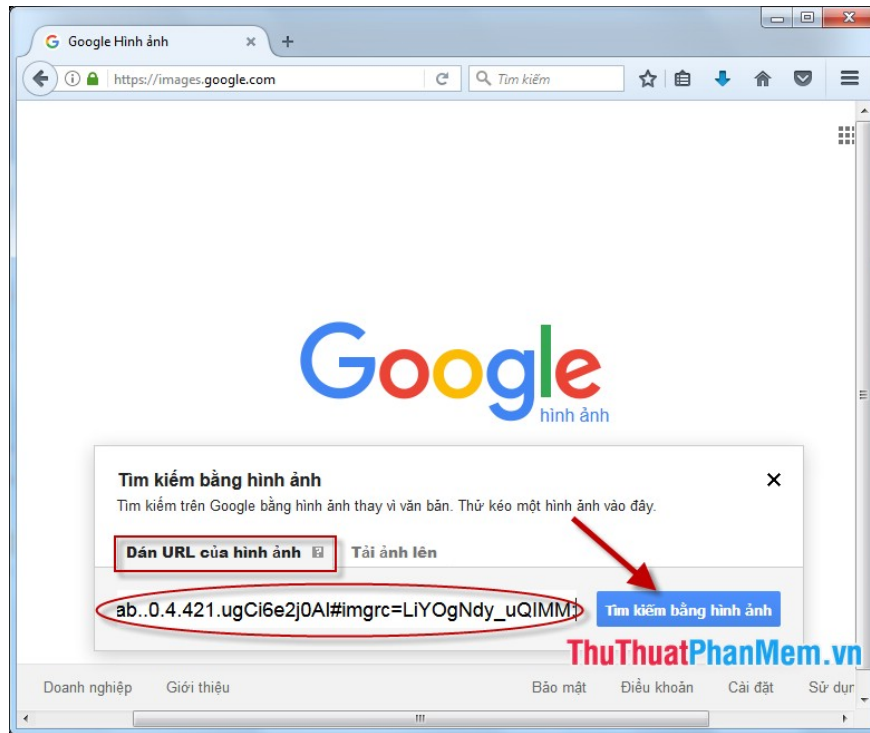 Google Hình ảnh
https://images.google.com
Tìm kiếm
Google
hình ảnh
Tìm kiếm bằng hình ảnh
Tìm kiếm trên Google bằng hình ảnh thay vì văn bản. Thử kéo một hình ảnh vào đây.
Dán URL của hình ảnh Tải ảnh lên
ab..0.4.421.ugCi6e2j0AI#imgrc=LiYOgNdy_uQIMM: Tìm kiếm bằng hình ảnh
ThuThuatPhanMem.vn
Doanh nghiệp Giới thiệu Bảo mật Điều khoản Cài đặt Sử dụn